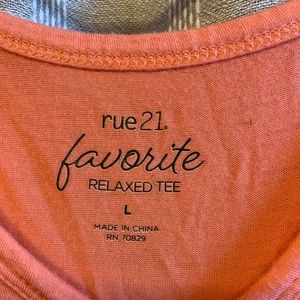 rue21®
favorite
RELAXED TEE
L
MADE IN CHINA
RN 70829